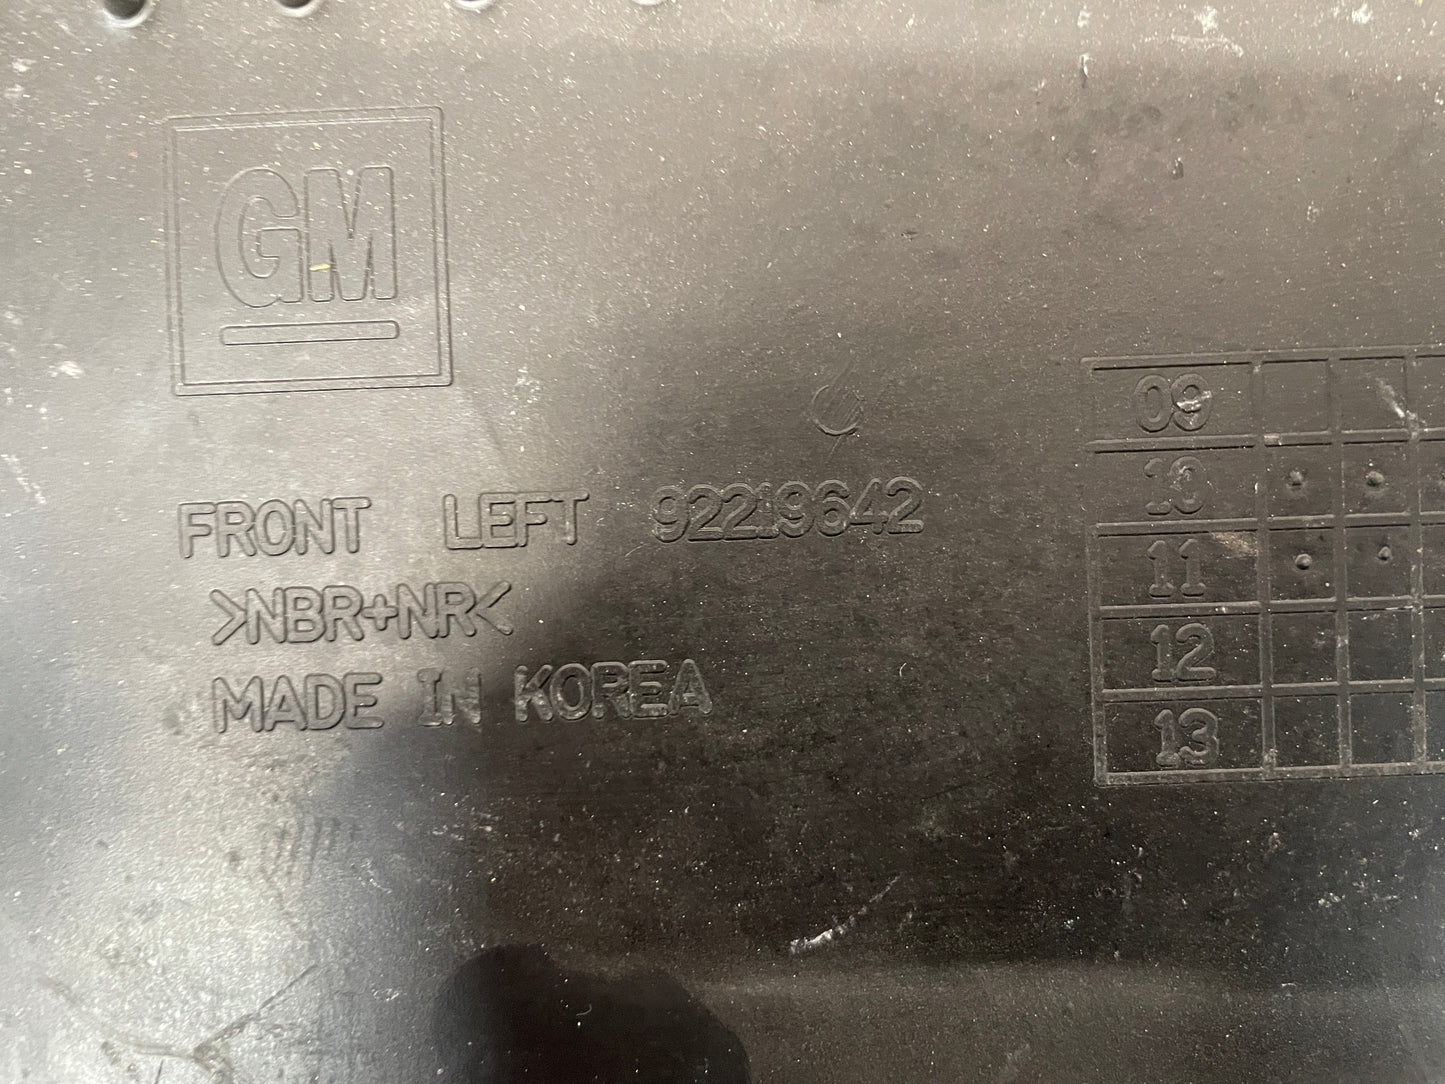 GM
FRONT LEFT 92219642
>NBR+NR<
MADE IN KOREA
09
10
11
12
13